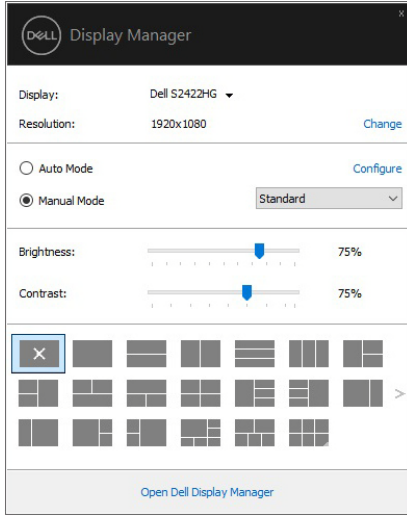 DELL Display Manager
x
Display: Dell S2422HG
Resolution: 1920x1080 Change
Auto Mode Configure
Manual Mode Standard
Brightness: 75%
Contrast: 75%
Open Dell Display Manager